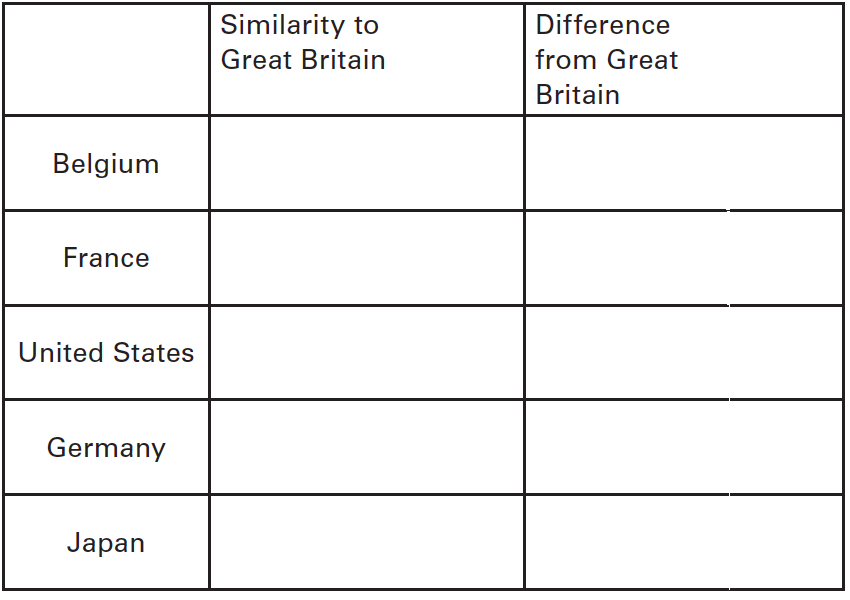 Similarity to
Great Britain
Difference
from Great
Britain
Belgium
France
United States
Germany
Japan